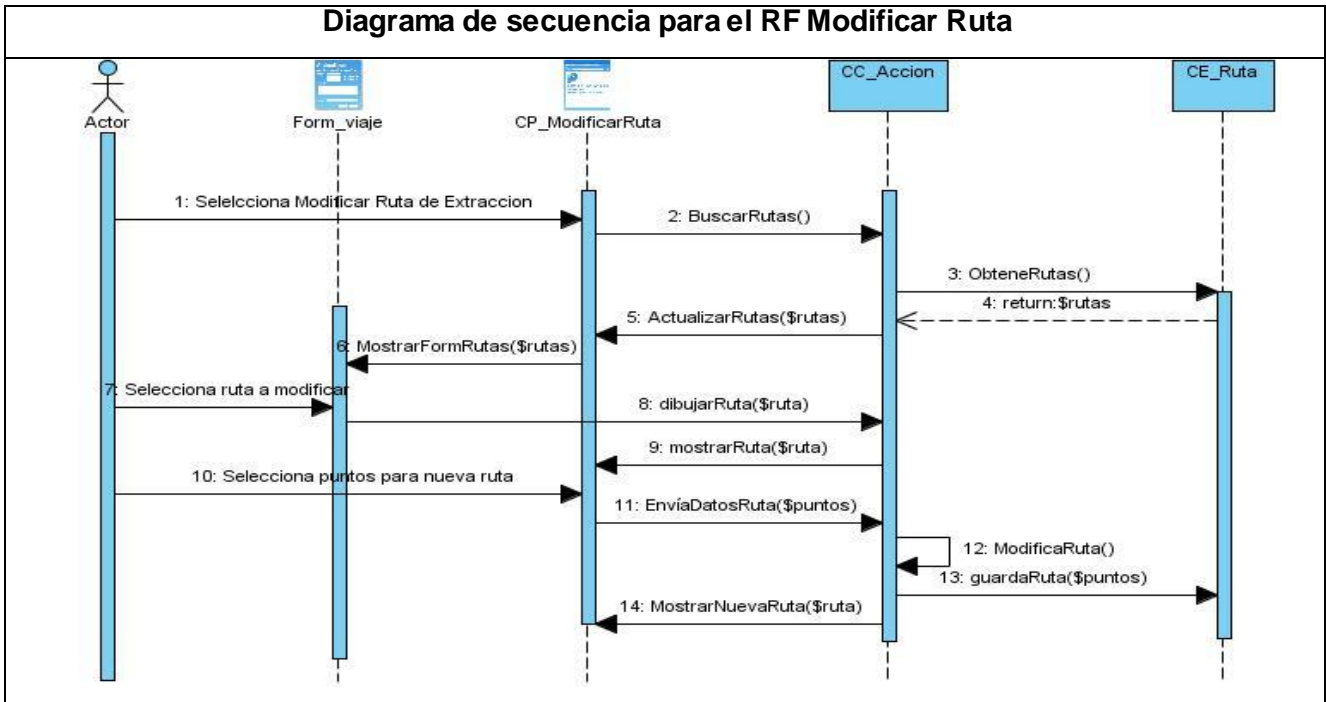 Diagrama de secuencia para el RF Modificar Ruta
Actor
Form_viaje
CP_ModificarRuta
CC_Accion
CE_Ruta
1: Selelcciona Modificar Ruta de Extraccion
2: BuscarRutas()
3: ObteneRutas()
4: return:$rutas
5: ActualizarRutas($rutas)
6: MostrarFormRutas($rutas)
7: Selecciona ruta a modificar
8: dibujarRuta($ruta)
9: mostrarRuta($ruta)
10: Selecciona puntos para nueva ruta
11: EnvíaDatosRuta($puntos)
12: ModificaRuta()
13: guardaRuta($puntos)
14: MostrarNuevaRuta($ruta)